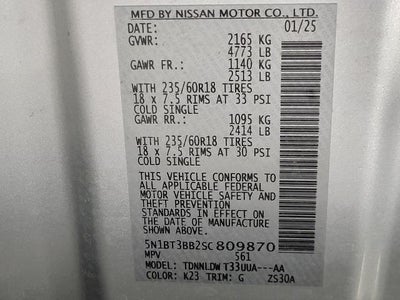 MFD BY NISSAN MOTOR CO., LTD.
DATE: 01/25
GVWR: 2165 KG
4773 LB
GAWR FR.: 1140 KG
2513 LB
WITH 235/60R18 TIRES
18 x 7.5 RIMS AT 33 PSI
COLD SINGLE
GAWR RR.: 1095 KG
2414 LB
WITH 235/60R18 TIRES
18 x 7.5 RIMS AT 30 PSI
COLD SINGLE
THIS VEHICLE CONFORMS TO
ALL APPLICABLE FEDERAL
MOTOR VEHICLE SAFETY,
BUMPER, AND THEFT PREVENTION
STANDARDS IN EFFECT ON
THE DATE OF MANUFACTURE
SHOWN ABOVE.
5N1BT3BB2SC809870
MPV 561
MODEL: TDNNLDWT33UUA---AA
COLOR: K23 TRIM: G ZS30A